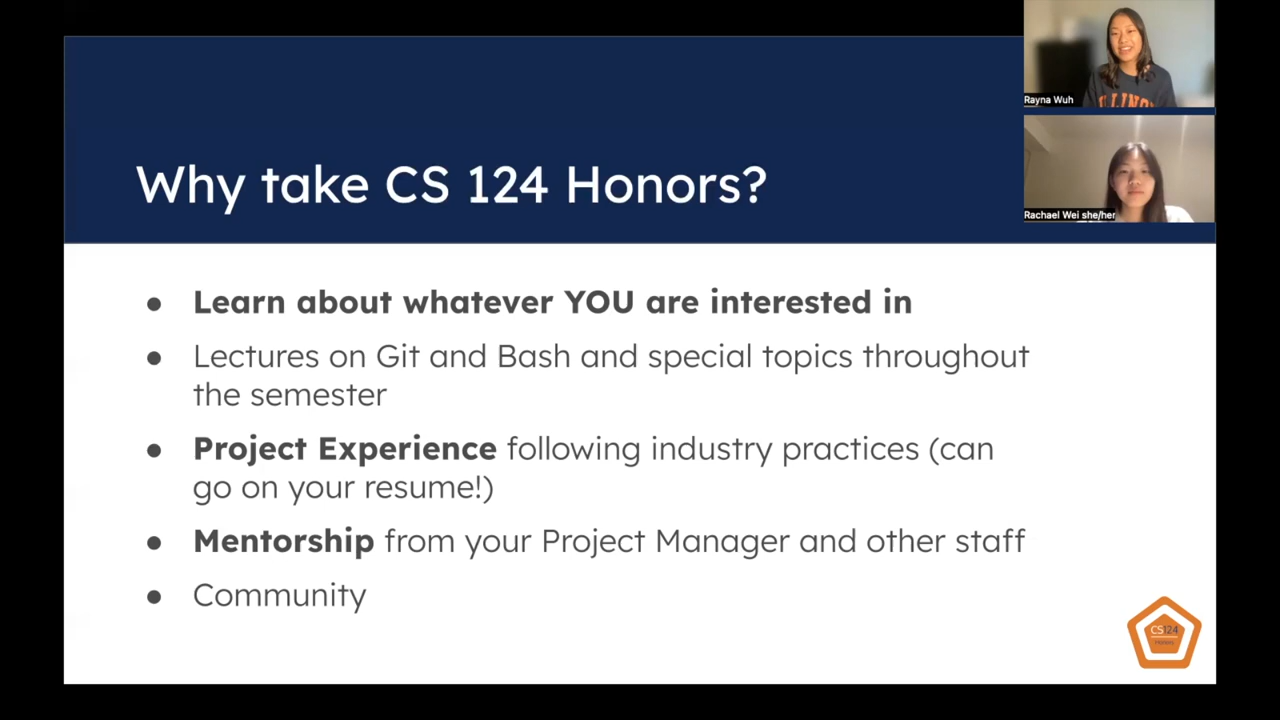 Why take CS 124 Honors?
Rayna Wuh
ILLINO
Rachael Wei she/her
● Learn about whatever YOU are interested in
● Lectures on Git and Bash and special topics throughout
the semester
● Project Experience following industry practices (can
go on your resume!)
● Mentorship from your Project Manager and other staff
● Community
CS124